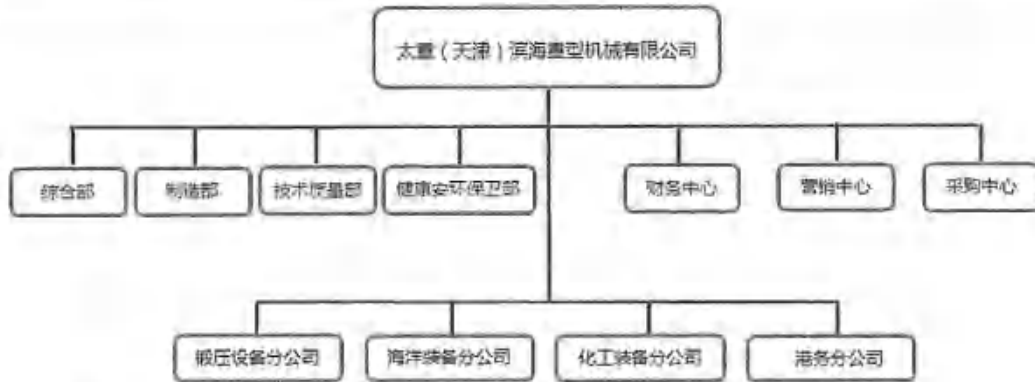 太重（天津）滨海重型机械有限公司
综合部
制造部
技术质量部
健康安环保卫部
财务中心
营销中心
采购中心
锻压设备分公司
海洋装备分公司
化工装备分公司
港务分公司